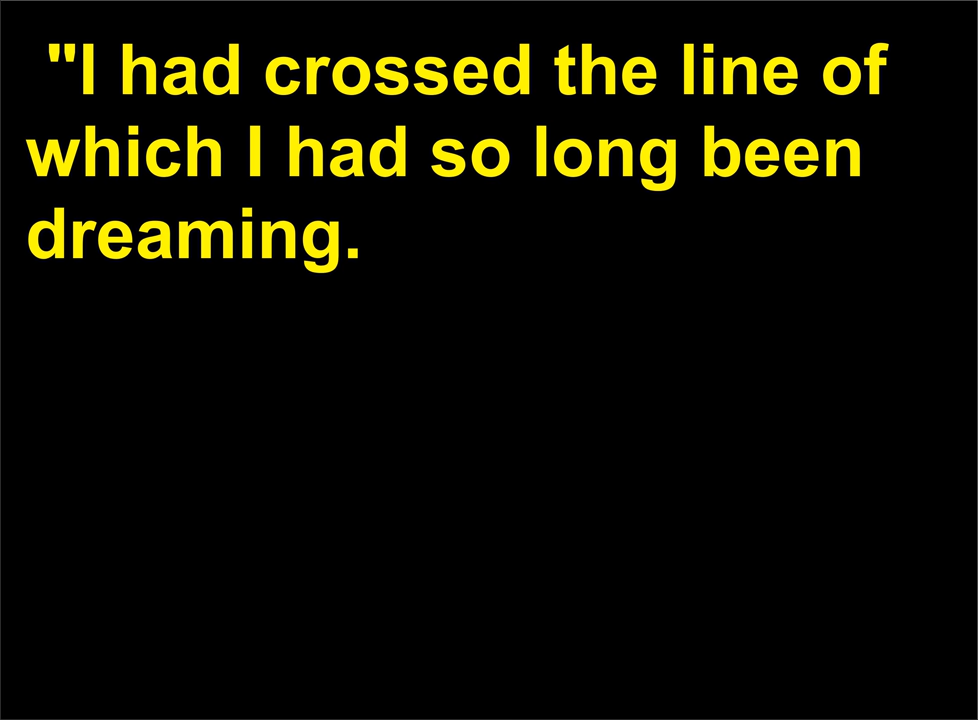 "I had crossed the line of
which I had so long been
dreaming.